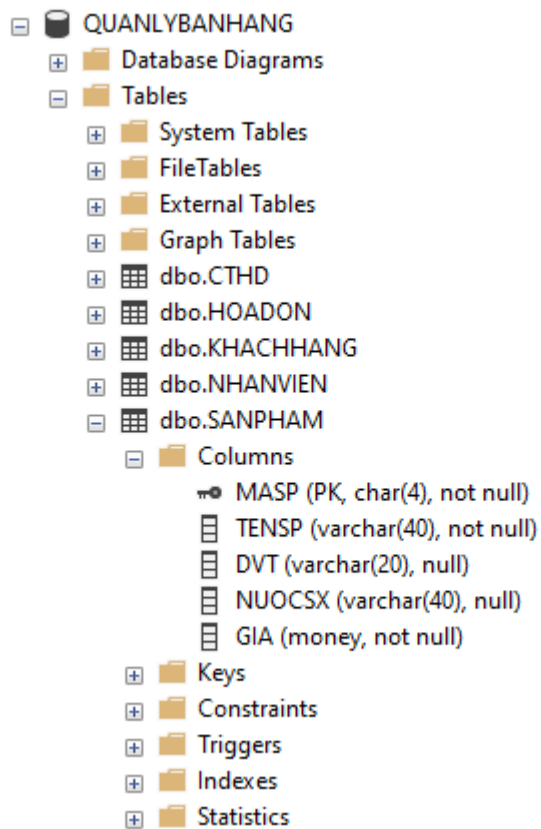 QUANLYBANHANG
Database Diagrams
Tables
System Tables
FileTables
External Tables
Graph Tables
dbo.CTHD
dbo.HOADON
dbo.KHACHHANG
dbo.NHANVIEN
dbo.SANPHAM
Columns
MASP (PK, char(4), not null)
TENSP (varchar(40), not null)
DVT (varchar(20), null)
NUOCSX (varchar(40), null)
GIA (money, not null)
Keys
Constraints
Triggers
Indexes
Statistics